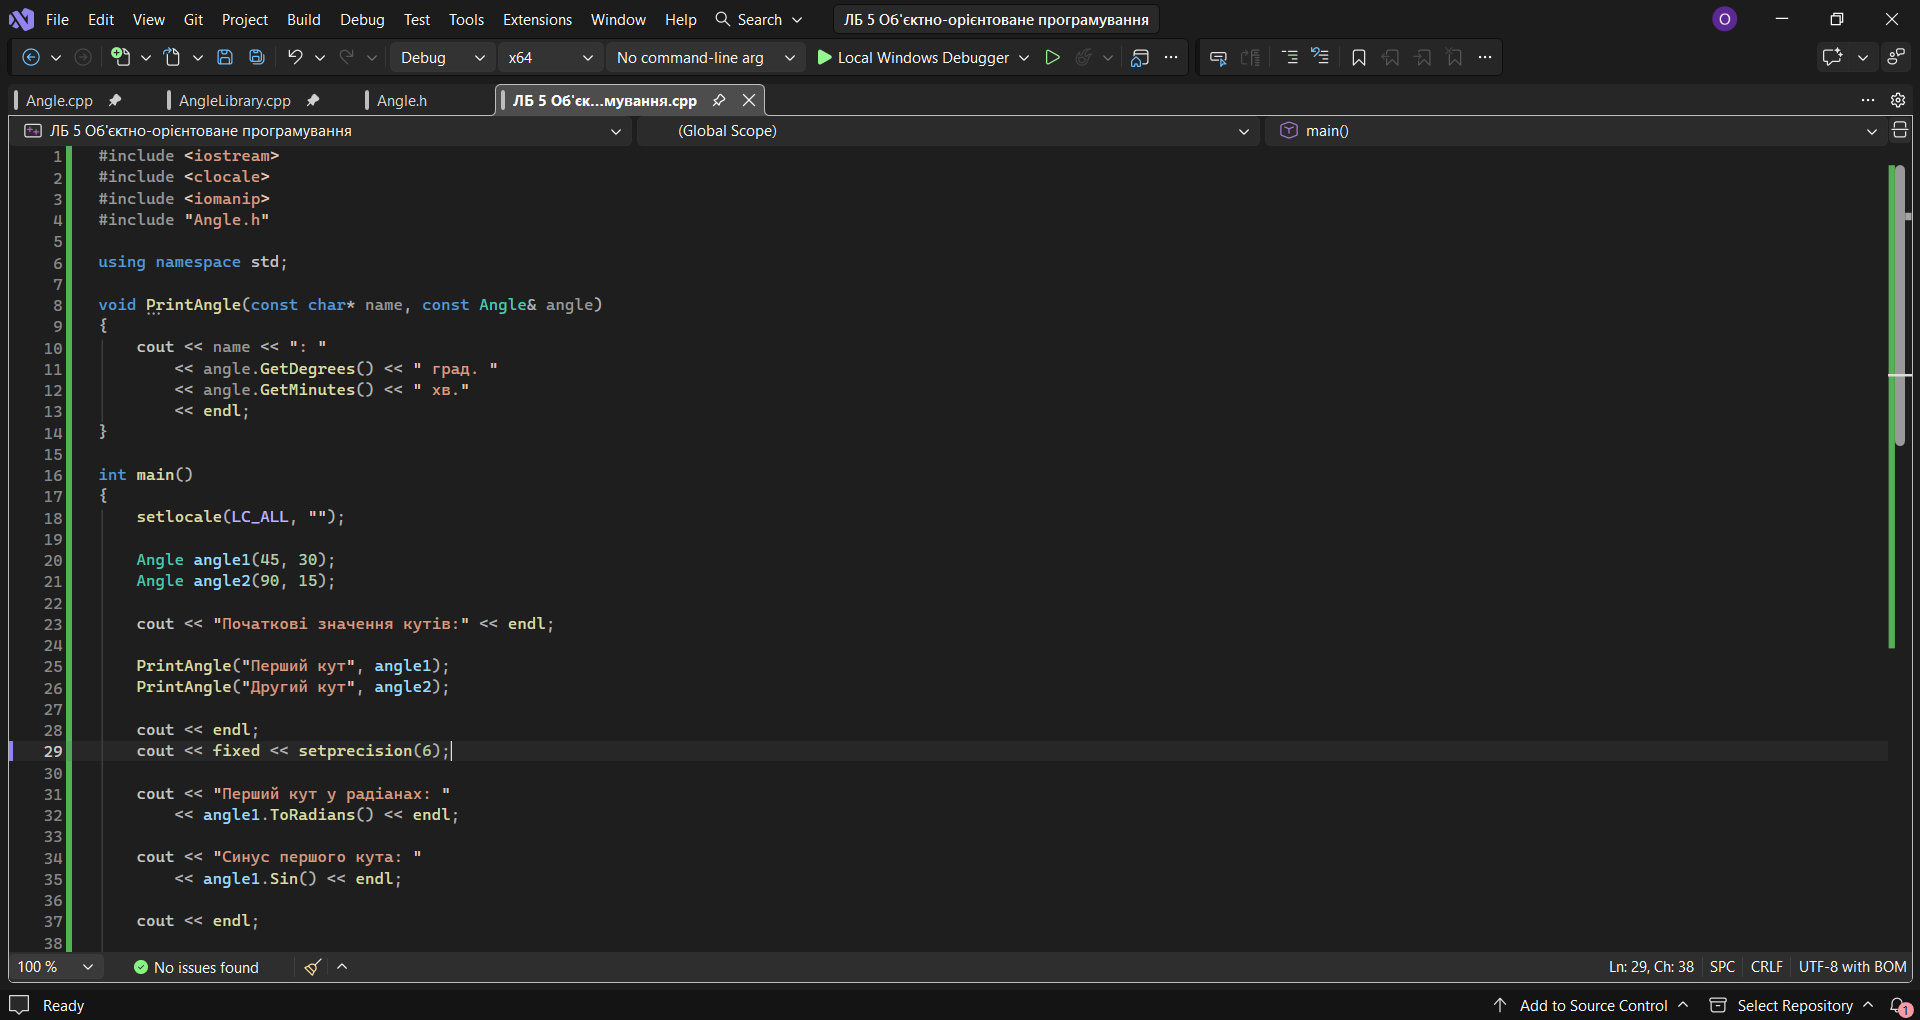 File Edit View Git Project Build Debug Test Tools Extensions Window Help Search ЛБ 5 Об'єктно-орієнтоване програмування O
Debug x64 No command-line arg Local Windows Debugger
Angle.cpp AngleLibrary.cpp Angle.h ЛБ 5 Об'єк...мування.cpp
ЛБ 5 Об'єктно-орієнтоване програмування (Global Scope) main()
1 #include <iostream>
2 #include <clocale>
3 #include <iomanip>
4 #include "Angle.h"
5
6 using namespace std;
7
8 void PrintAngle(const char* name, const Angle& angle)
9 {
10 cout << name << ": "
11 << angle.GetDegrees() << " град. "
12 << angle.GetMinutes() << " хв."
13 << endl;
14 }
15
16 int main()
17 {
18 setlocale(LC_ALL, "");
19
20 Angle angle1(45, 30);
21 Angle angle2(90, 15);
22
23 cout << "Початкові значення кутів:" << endl;
24
25 PrintAngle("Перший кут", angle1);
26 PrintAngle("Другий кут", angle2);
27
28 cout << endl;
29 cout << fixed << setprecision(6);
30
31 cout << "Перший кут у радіанах: "
32 << angle1.ToRadians() << endl;
33
34 cout << "Синус першого кута: "
35 << angle1.Sin() << endl;
36
37 cout << endl;
38
100 % No issues found Ln: 29, Ch: 38 SPC CRLF UTF-8 with BOM
Ready Add to Source Control Select Repository 1